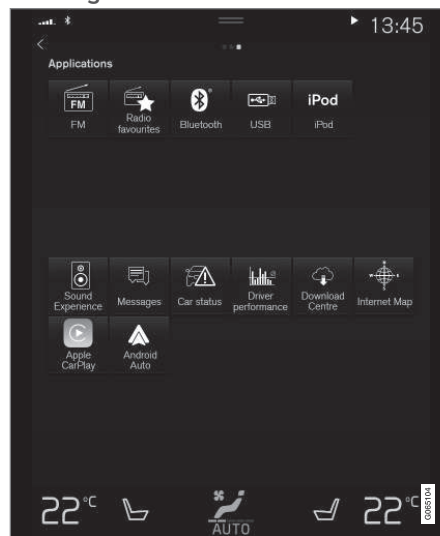 13:45
Applications
FM
iPod
FM
Radio
favourites
Bluetooth
USB
iPod
Sound
Experience
Messages
Car status
Driver
performance
Download
Centre
Internet Map
Apple
CarPlay
Android
Auto
22°C
AUTO
22°C
G065104